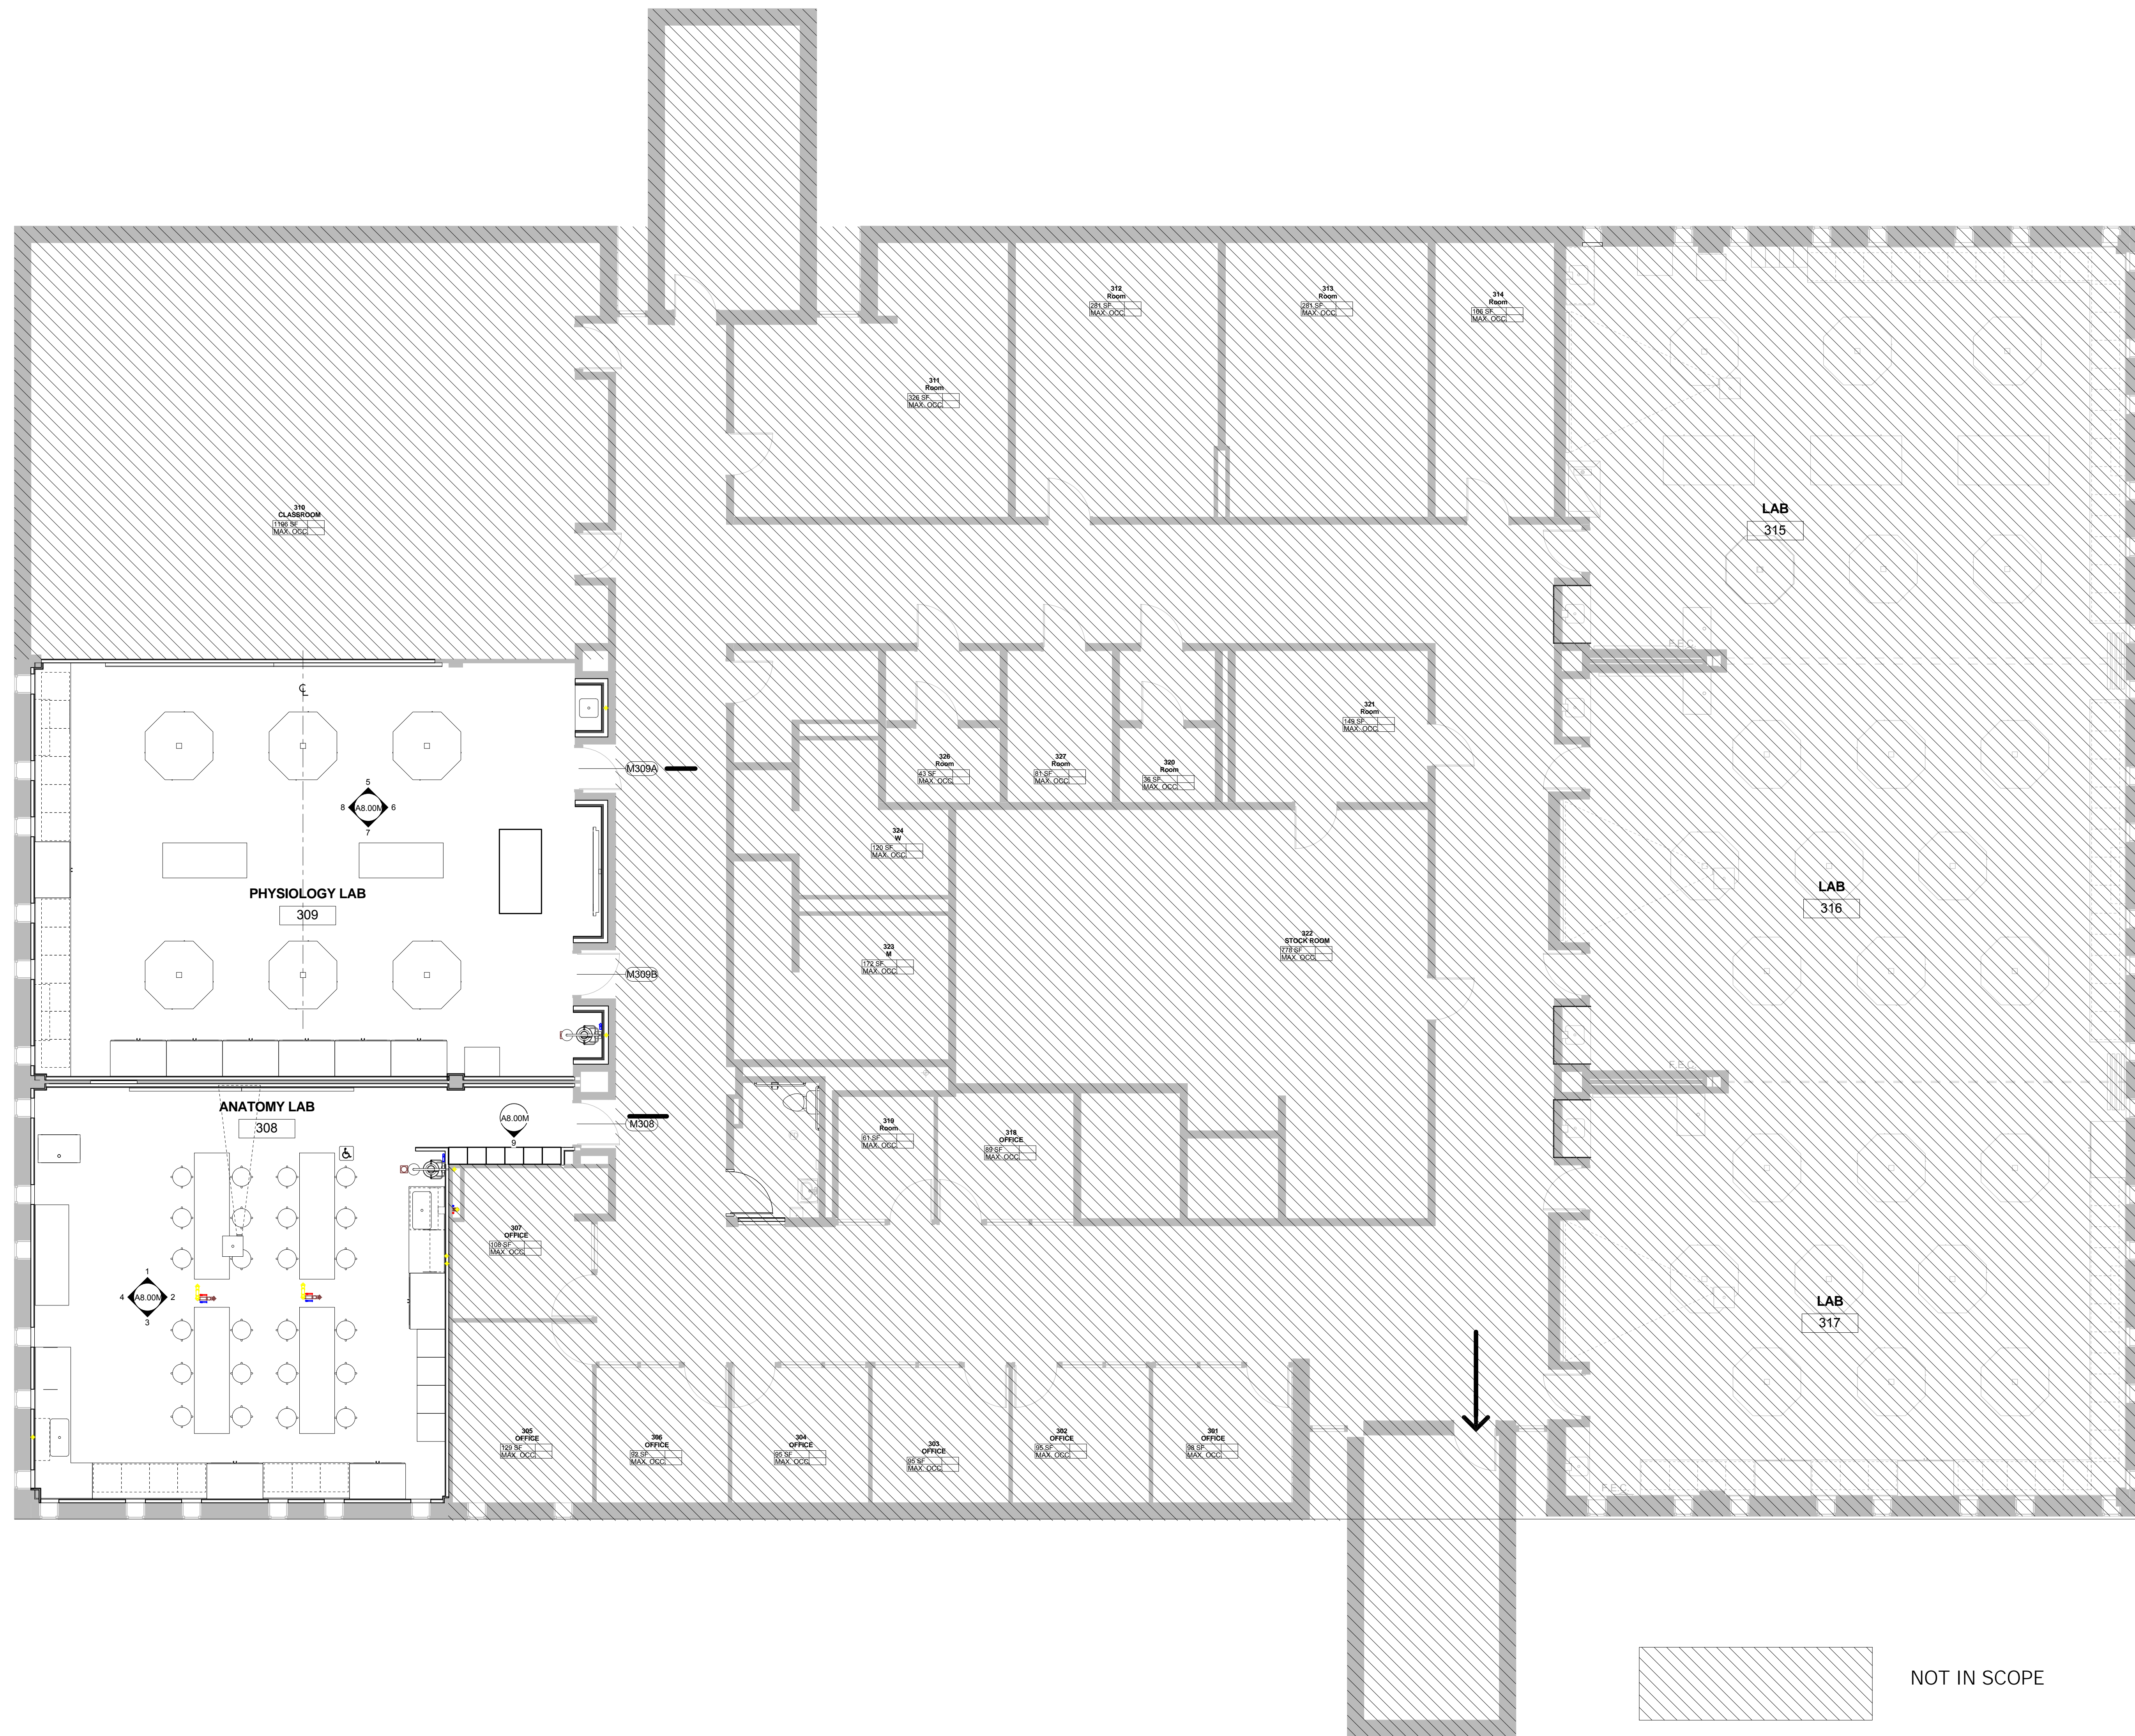 312
Room
281 SF
MAX. OCC
313
Room
281 SF
MAX. OCC
314
Room
166 SF
MAX. OCC
311
Room
326 SF
MAX. OCC
310
CLASSROOM
1196 SF
MAX. OCC
LAB
315
F.E.C.
℄
321
Room
149 SF
MAX. OCC
326
Room
43 SF
MAX. OCC
327
Room
81 SF
MAX. OCC
320
Room
36 SF
MAX. OCC
M309A
5
8 A8.00M 6
7
324
W
120 SF
MAX. OCC
PHYSIOLOGY LAB
309
LAB
316
322
STOCK ROOM
778 SF
MAX. OCC
323
M
172 SF
MAX. OCC
M309B
F.E.C.
ANATOMY LAB
308
A8.00M
9
M308
319
Room
61 SF
MAX. OCC
318
OFFICE
89 SF
MAX. OCC
307
OFFICE
108 SF
MAX. OCC
1
4 A8.00M 2
3
LAB
317
305
OFFICE
129 SF
MAX. OCC
306
OFFICE
92 SF
MAX. OCC
304
OFFICE
95 SF
MAX. OCC
303
OFFICE
95 SF
MAX. OCC
302
OFFICE
95 SF
MAX. OCC
301
OFFICE
98 SF
MAX. OCC
F.E.C.
NOT IN SCOPE